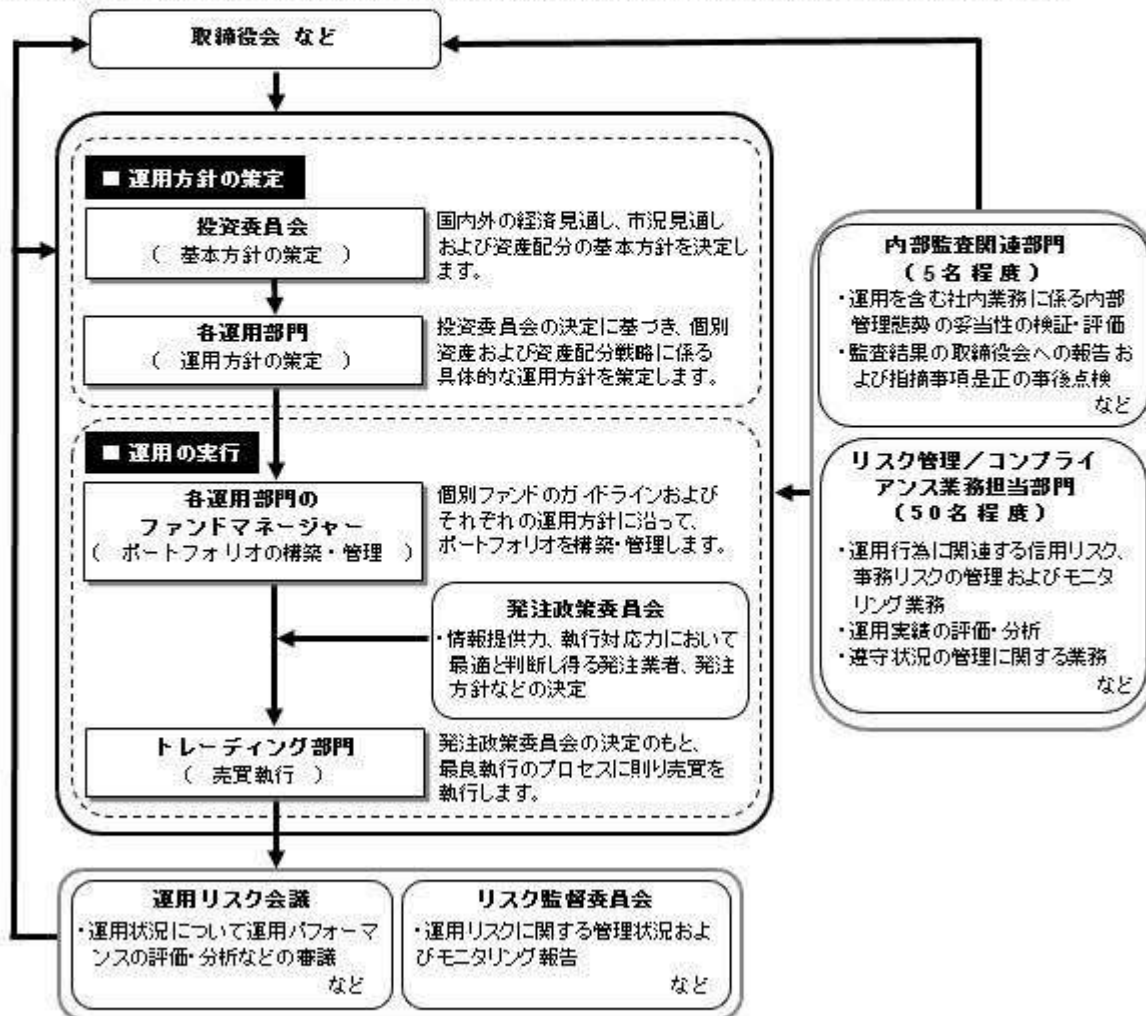 取締役会 など
■ 運用方針の策定
投資委員会
( 基本方針の策定 )
国内外の経済見通し、市況見通し
および資産配分の基本方針を決定し
ます。
各運用部門
( 運用方針の策定 )
投資委員会の決定に基づき、個別
資産および資産配分戦略に係る
具体的な運用方針を策定します。
■ 運用の実行
各運用部門の
ファンドマネージャー
( ポートフォリオの構築・管理 )
個別ファンドのガイドラインおよび
それぞれの運用方針に沿って、
ポートフォリオを構築・管理します。
発注政策委員会
・情報提供力、執行対応力において
最適と判断し得る発注業者、発注
方針などの決定
トレーディング部門
( 売買執行 )
発注政策委員会の決定のもと、
最良執行のプロセスに則り売買を
執行します。
運用リスク会議
・運用状況について運用パフォーマ
ンスの評価・分析などの審議
など
リスク監督委員会
・運用リスクに関する管理状況およ
びモニタリング報告
など
内部監査関連部門
(5名程度)
・運用を含む社内業務に係る内部
管理態勢の妥当性の検証・評価
・監査結果の取締役会への報告お
よび指摘事項是正の事後点検
など
リスク管理/コンプライ
アンス業務担当部門
(50名程度)
・運用行為に関連する信用リスク、
事務リスクの管理およびモニタ
リング業務
・運用実績の評価・分析
・遵守状況の管理に関する業務
など